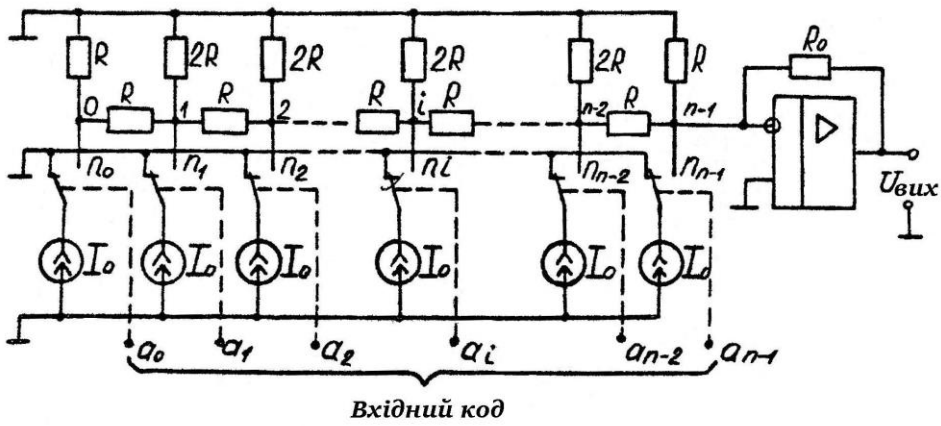 R 2R 2R 2R 2R R R₀
0 R 1 R 2 R i R n-2 R n-1
n₀ n₁ n₂ ni nₙ₋₂ nₙ₋₁
Uвих
I₀ I₀ I₀ I₀ I₀ I₀
a₀ a₁ a₂ ai aₙ₋₂ aₙ₋₁
Вхідний код